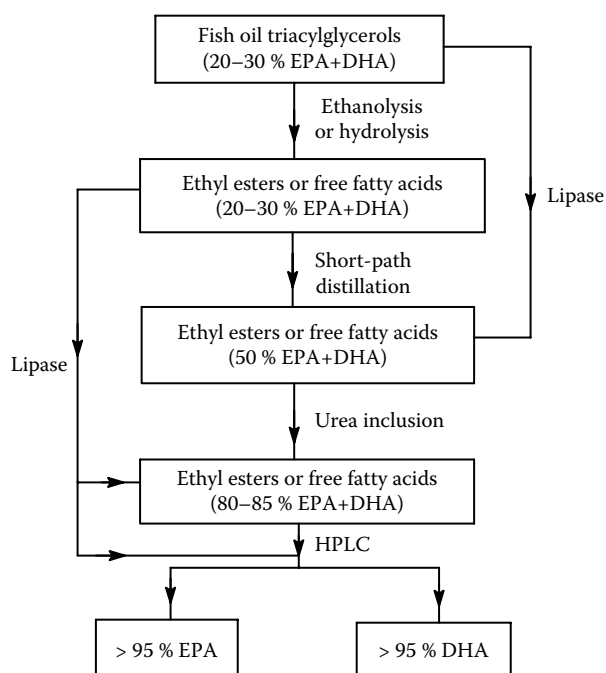 Fish oil triacylglycerols
(20–30 % EPA+DHA)
Ethanolysis
or hydrolysis
Ethyl esters or free fatty acids
(20–30 % EPA+DHA)
Lipase
Short-path
distillation
Ethyl esters or free fatty acids
(50 % EPA+DHA)
Lipase
Urea inclusion
Ethyl esters or free fatty acids
(80–85 % EPA+DHA)
HPLC
> 95 % EPA
> 95 % DHA